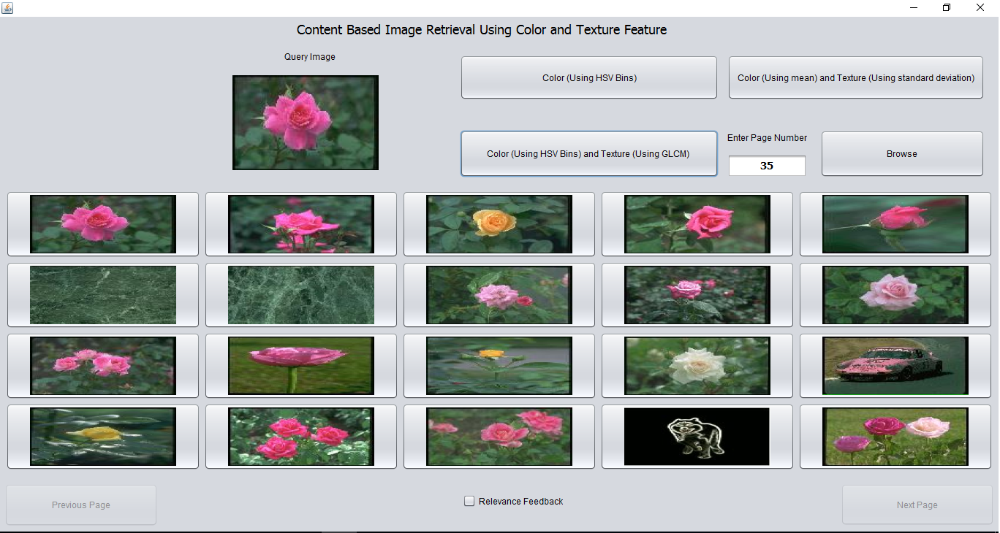 Content Based Image Retrieval Using Color and Texture Feature
Query Image
Color (Using HSV Bins)
Color (Using mean) and Texture (Using standard deviation)
Color (Using HSV Bins) and Texture (Using GLCM)
Enter Page Number
35
Browse
Previous Page
Relevance Feedback
Next Page